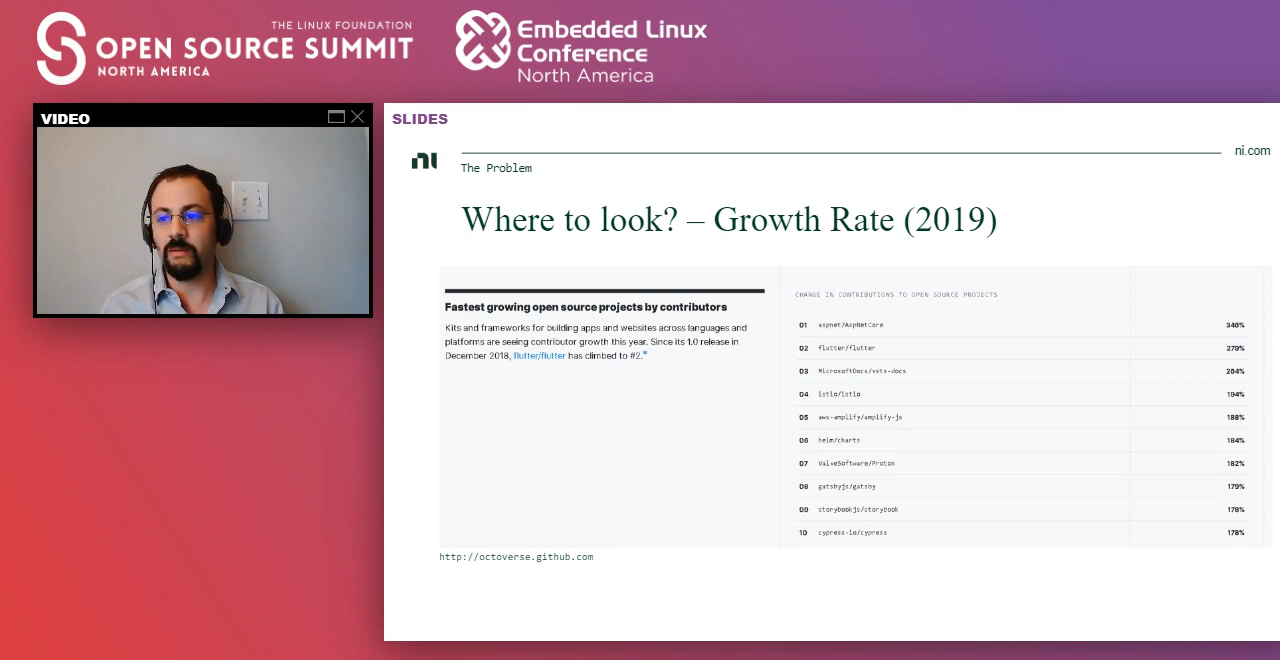 THE LINUX FOUNDATION
OPEN SOURCE SUMMIT
NORTH AMERICA
Embedded Linux
Conference
North America
VIDEO
SLIDES
ni
ni.com
The Problem
Where to look? – Growth Rate (2019)
Fastest growing open source projects by contributors
Kits and frameworks for building apps and websites across languages and
platforms are seeing contributor growth this year. Since its 1.0 release in
December 2018, flutter/flutter has climbed to #2.*
CHANGE IN CONTRIBUTIONS TO OPEN SOURCE PROJECTS
01 aspnet/AspNetCore 346%
02 flutter/flutter 279%
03 MicrosoftDocs/vsts-docs 264%
04 istio/istio 194%
05 aws-amplify/amplify-js 188%
06 helm/charts 184%
07 ValveSoftware/Proton 182%
08 gatsbyjs/gatsby 179%
09 storybookjs/storybook 178%
10 cypress-io/cypress 178%
http://octoverse.github.com